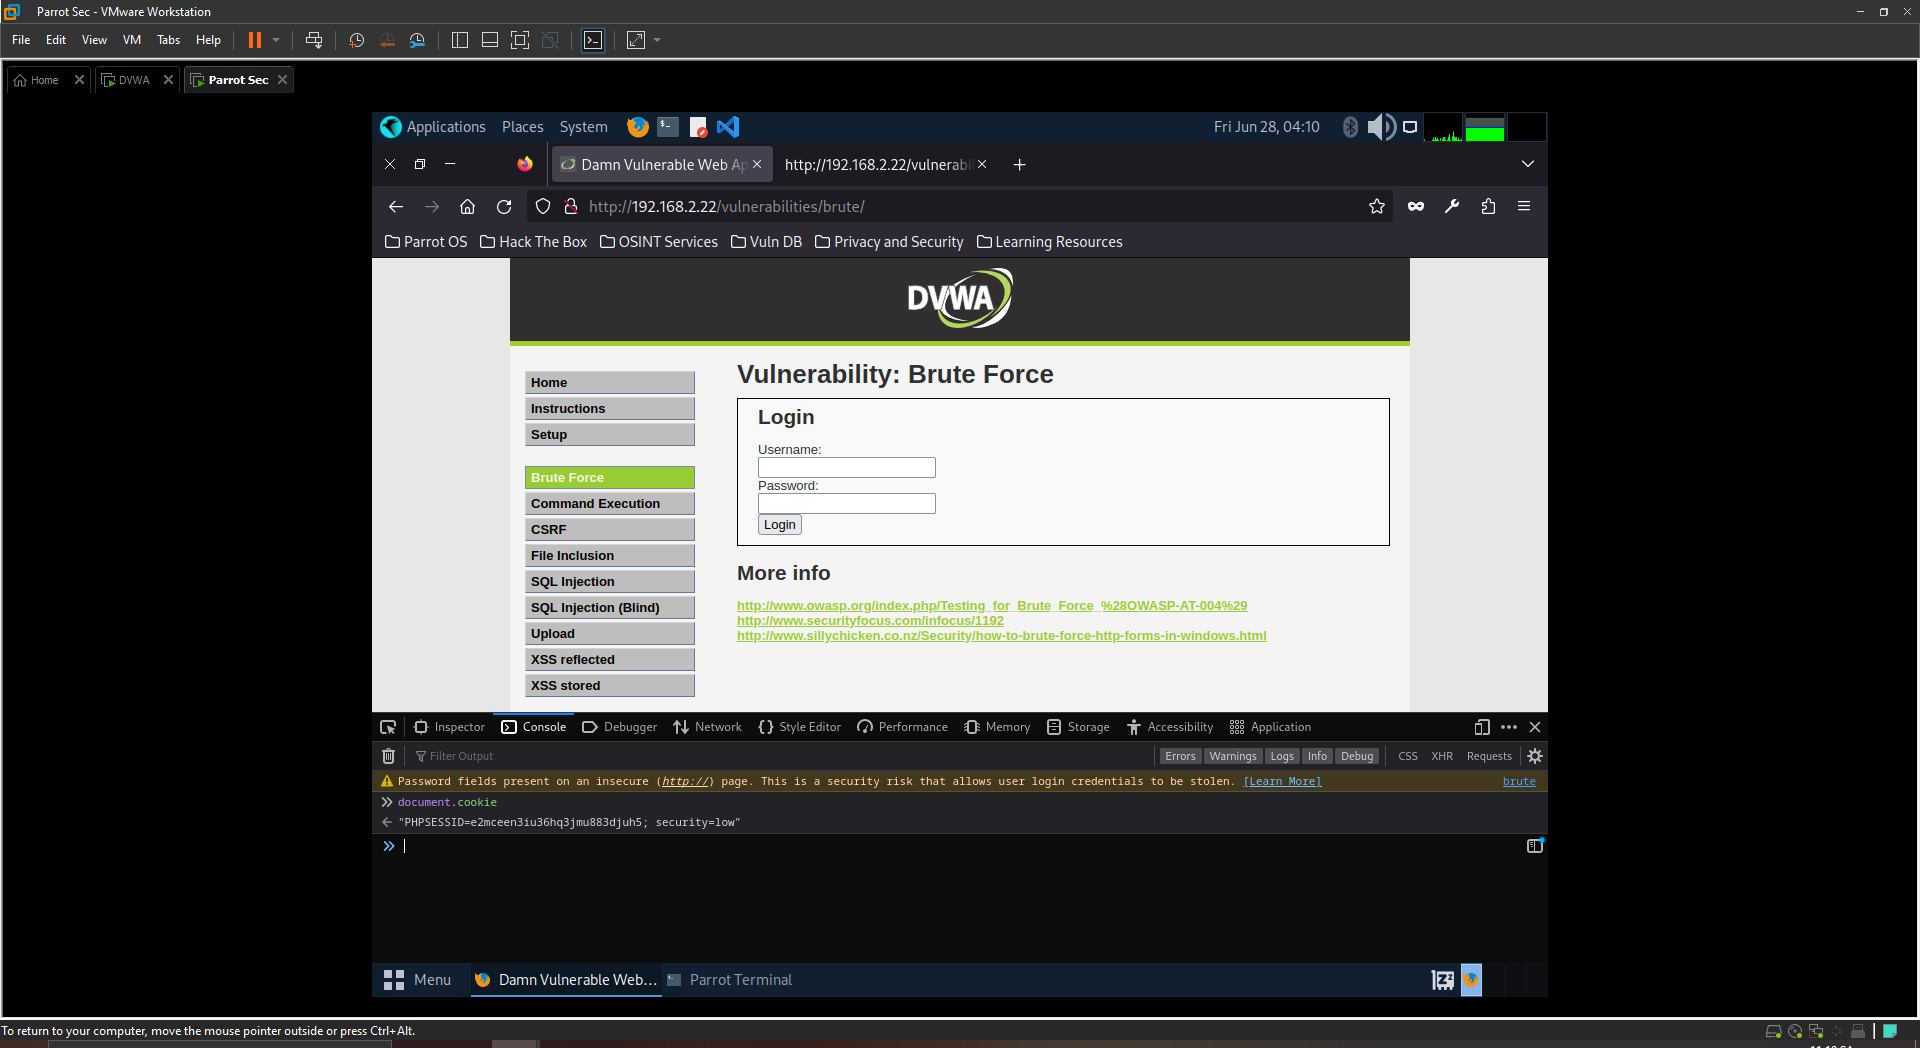 Parrot Sec - VMware Workstation
File Edit View VM Tabs Help
Home DVWA Parrot Sec
Applications Places System Fri Jun 28, 04:10
Damn Vulnerable Web Ap http://192.168.2.22/vulnerabil
http://192.168.2.22/vulnerabilities/brute/
Parrot OS Hack The Box OSINT Services Vuln DB Privacy and Security Learning Resources
DVWA
Home
Instructions
Setup
Brute Force
Command Execution
CSRF
File Inclusion
SQL Injection
SQL Injection (Blind)
Upload
XSS reflected
XSS stored
Vulnerability: Brute Force
Login
Username:
Password:
Login
More info
http://www.owasp.org/index.php/Testing_for_Brute_Force_%28OWASP-AT-004%29
http://www.securityfocus.com/infocus/1192
http://www.sillychicken.co.nz/Security/how-to-brute-force-http-forms-in-windows.html
Inspector Console Debugger Network Style Editor Performance Memory Storage Accessibility Application
Filter Output Errors Warnings Logs Info Debug CSS XHR Requests
Password fields present on an insecure (http://) page. This is a security risk that allows user login credentials to be stolen. [Learn More] brute
document.cookie
"PHPSESSID=e2mceen3iu36hq3jmu883djuh5; security=low"
Menu Damn Vulnerable Web... Parrot Terminal
To return to your computer, move the mouse pointer outside or press Ctrl+Alt.